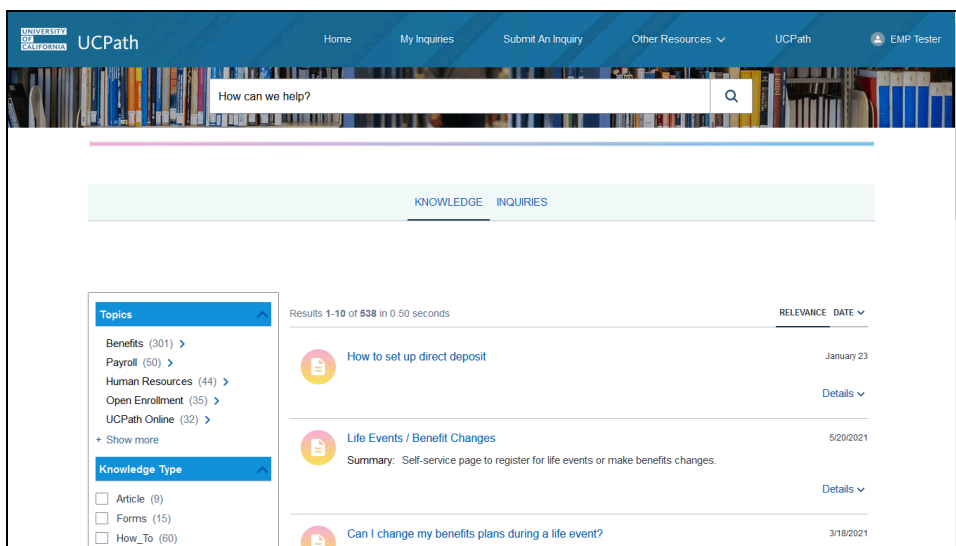 UNIVERSITY
OF
CALIFORNIA
UCPath
Home My Inquiries Submit An Inquiry Other Resources UCPath EMP Tester
How can we help?
KNOWLEDGE INQUIRIES
Topics
Results 1-10 of 538 in 0.50 seconds
RELEVANCE DATE
Benefits (301)
Payroll (50)
Human Resources (44)
Open Enrollment (35)
UCPath Online (32)
+ Show more
Knowledge Type
Article (9)
Forms (15)
How_To (60)
How to set up direct deposit January 23
Details
Life Events / Benefit Changes 5/20/2021
Summary: Self-service page to register for life events or make benefits changes.
Details
Can I change my benefits plans during a life event? 3/18/2021